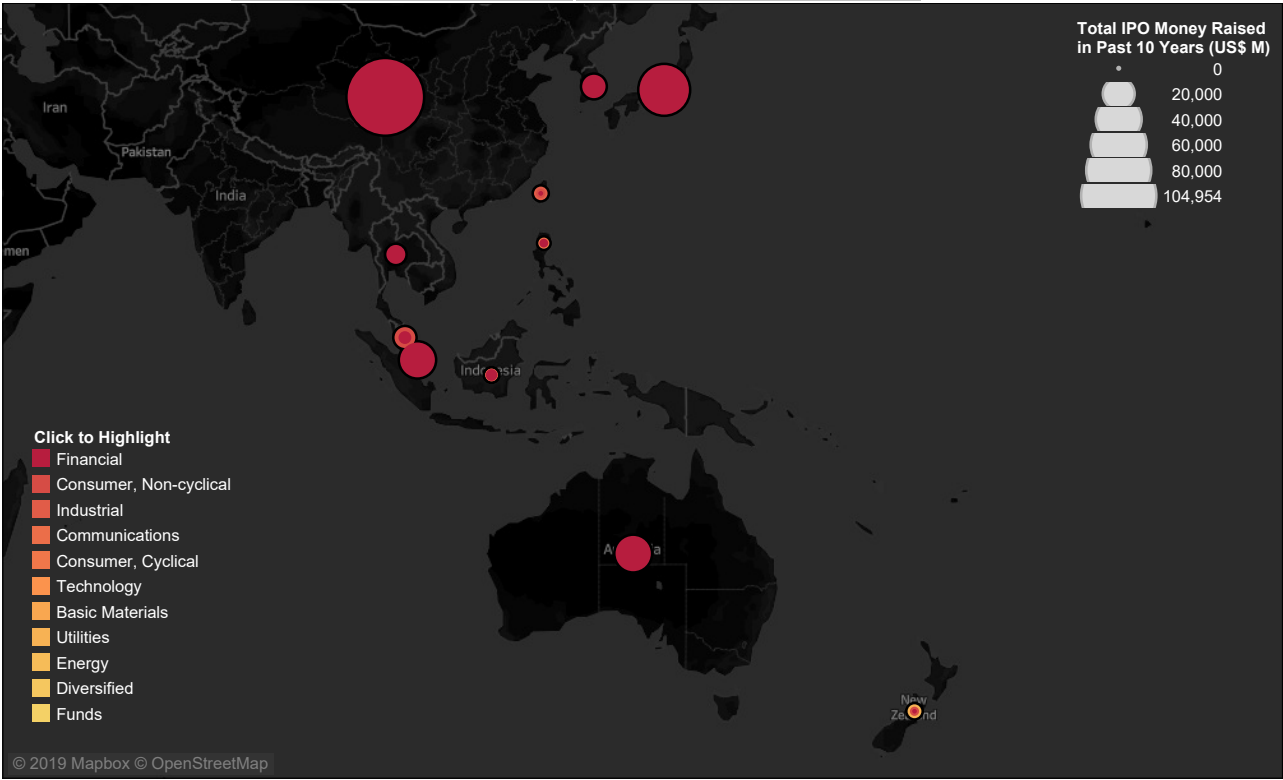 Total IPO Money Raised
in Past 10 Years (US$ M)
0
20,000
40,000
60,000
80,000
104,954
Iran
Pakistan
India
men
Click to Highlight
Financial
Consumer, Non-cyclical
Industrial
Communications
Consumer, Cyclical
Technology
Basic Materials
Utilities
Energy
Diversified
Funds
New
© 2019 Mapbox © OpenStreetMap